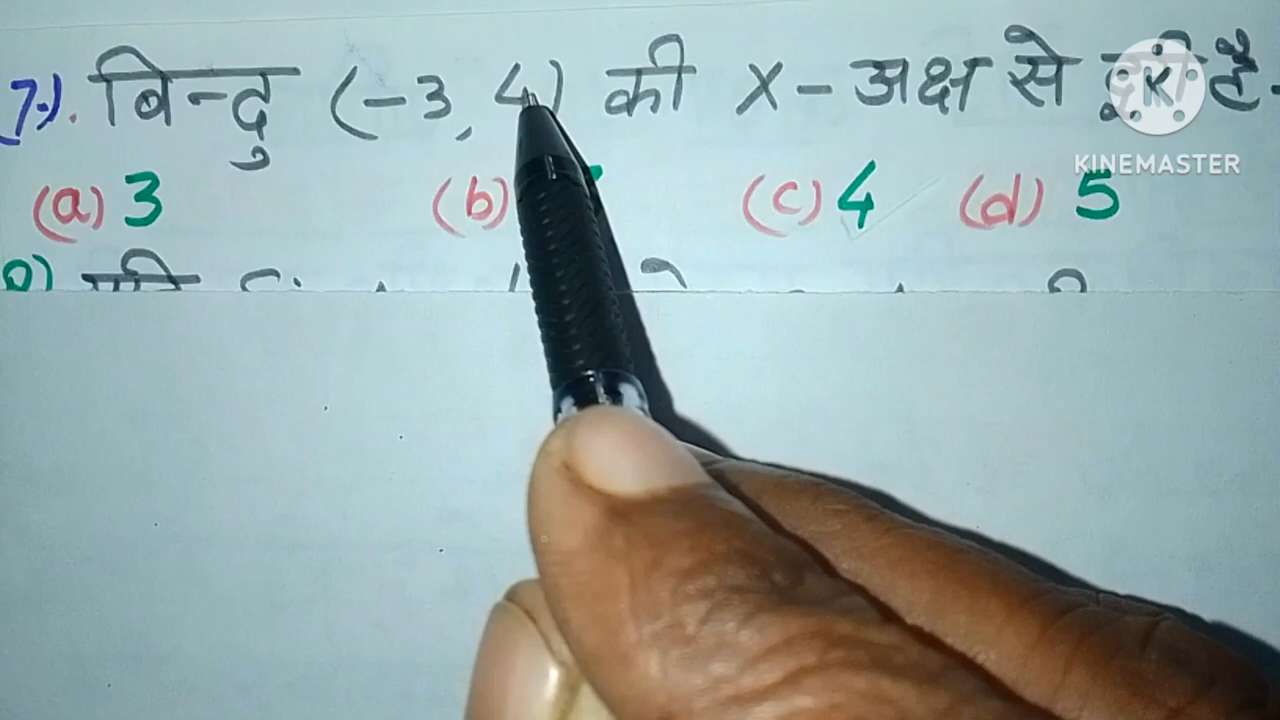 7.). बिन्दु (-3, 4) की X- अक्ष से है-
(a) 3 (b) (c) 4 (d) 5
K
KINEMASTER